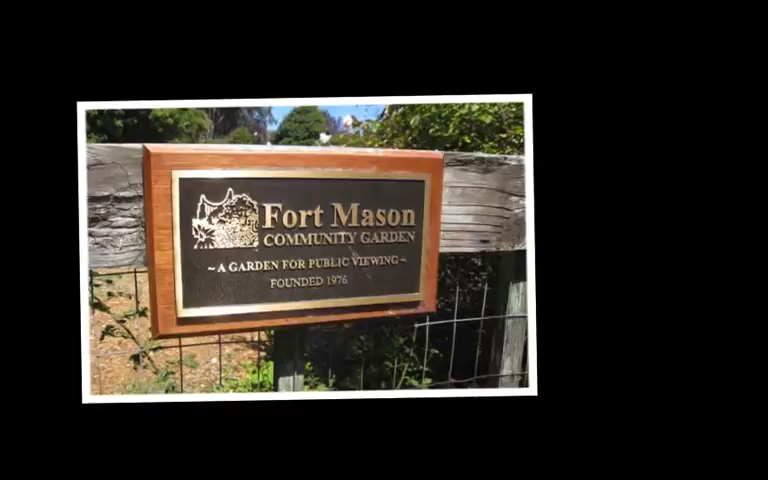 Fort Mason
COMMUNITY GARDEN
~A GARDEN FOR PUBLIC VIEWING~
FOUNDED 1976